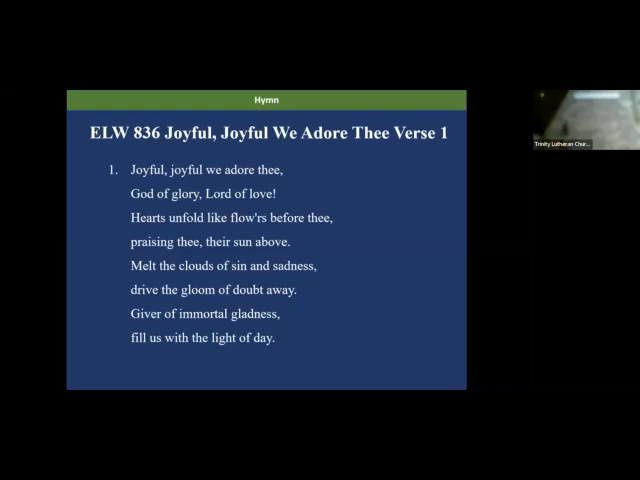 Hymn
ELW 836 Joyful, Joyful We Adore Thee Verse 1
1. Joyful, joyful we adore thee,
God of glory, Lord of love!
Hearts unfold like flow'rs before thee,
praising thee, their sun above.
Melt the clouds of sin and sadness,
drive the gloom of doubt away.
Giver of immortal gladness,
fill us with the light of day.
Trinity Lutheran Chur...